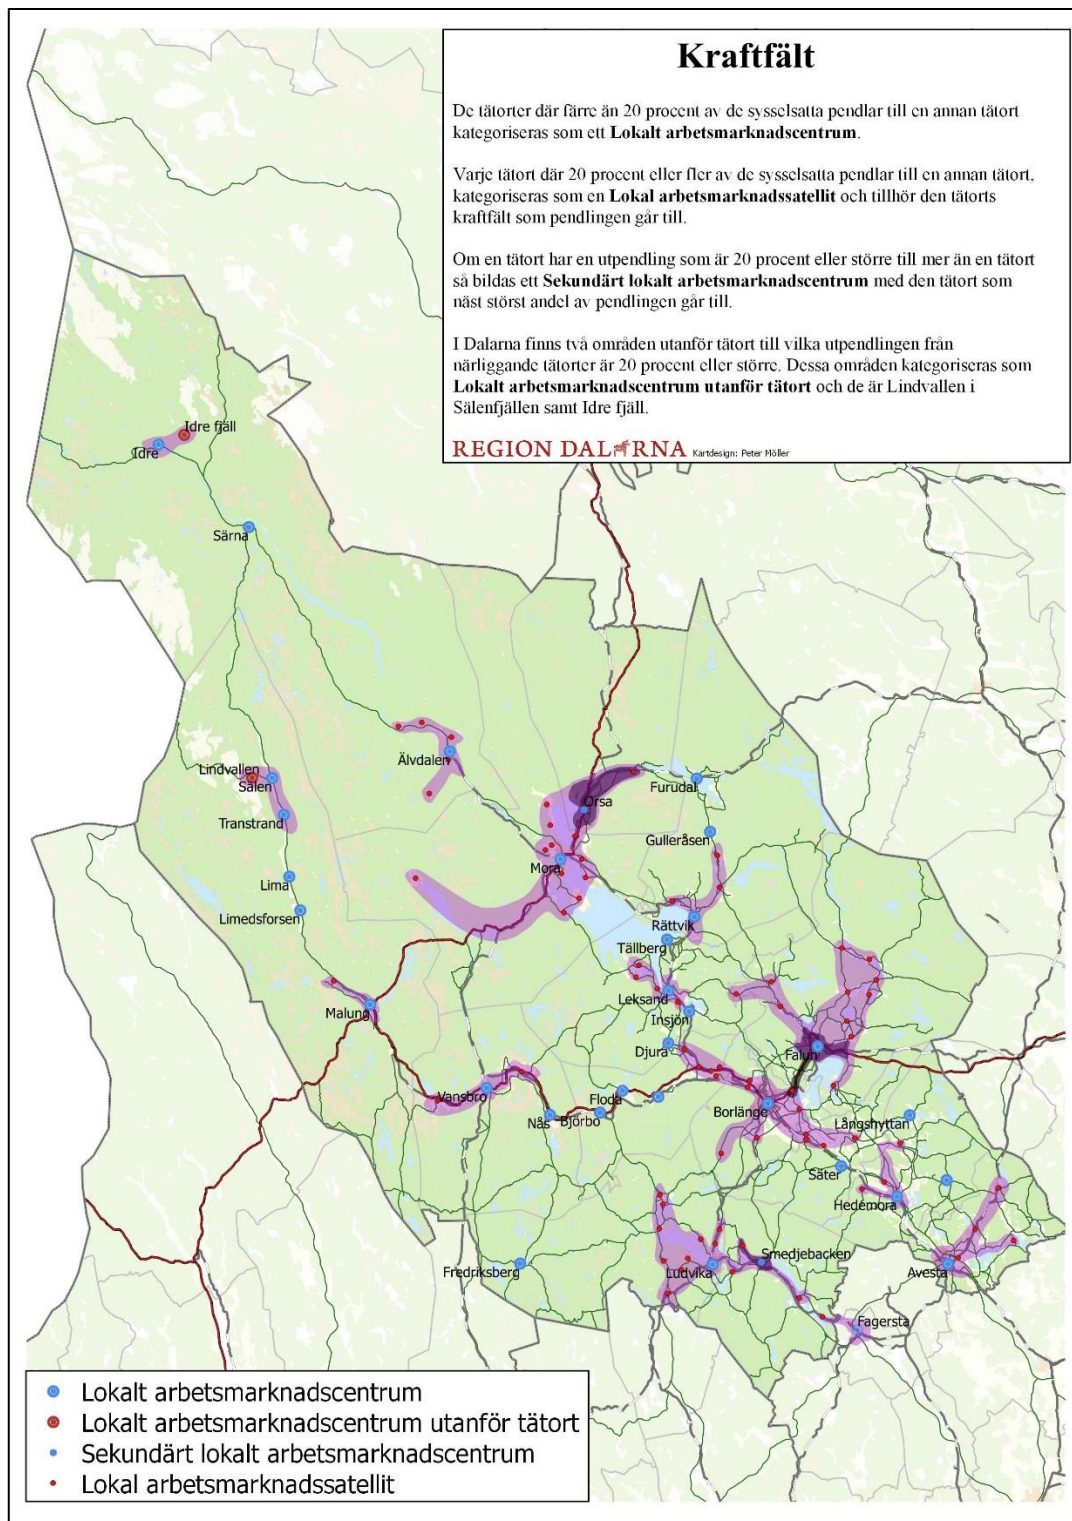 Kraftfält
De tätorter där färre än 20 procent av de sysselsatta pendlar till en annan tätort
kategoriseras som ett Lokalt arbetsmarknadscentrum.
Varje tätort där 20 procent eller fler av de sysselsatta pendlar till en annan tätort,
kategoriseras som en Lokal arbetsmarknadssatellit och tillhör den tätorts
kraftfält som pendlingen går till.
Om en tätort har en utpendling som är 20 procent eller större till mer än en tätort
så bildas ett Sekundärt lokalt arbetsmarknadscentrum med den tätort som
näst störst andel av pendlingen går till.
I Dalarna finns två områden utanför tätort till vilka utpendlingen från
närliggande tätorter är 20 procent eller större. Dessa områden kategoriseras som
Lokalt arbetsmarknadscentrum utanför tätort och de är Lindvallen i
Sälenfjällen samt Idre fjäll.
REGION DALARNA Kartdesign: Peter Möller
Idre fjäll
Idre
Särna
Älvdalen
Lindvallen
Sälen
Transtrand
Lima
Limedsforsen
Malung
Orsa
Furudal
Gulleråsen
Mora
Rättvik
Tällberg
Leksand
Insjön
Djura
Falun
Vansbro
Nås
Björbo
Floda
Borlänge
Långshyttan
Säter
Hedemora
Fredriksberg
Ludvika
Smedjebacken
Avesta
Fagersta
Lokalt arbetsmarknadscentrum
Lokalt arbetsmarknadscentrum utanför tätort
Sekundärt lokalt arbetsmarknadscentrum
Lokal arbetsmarknadssatellit